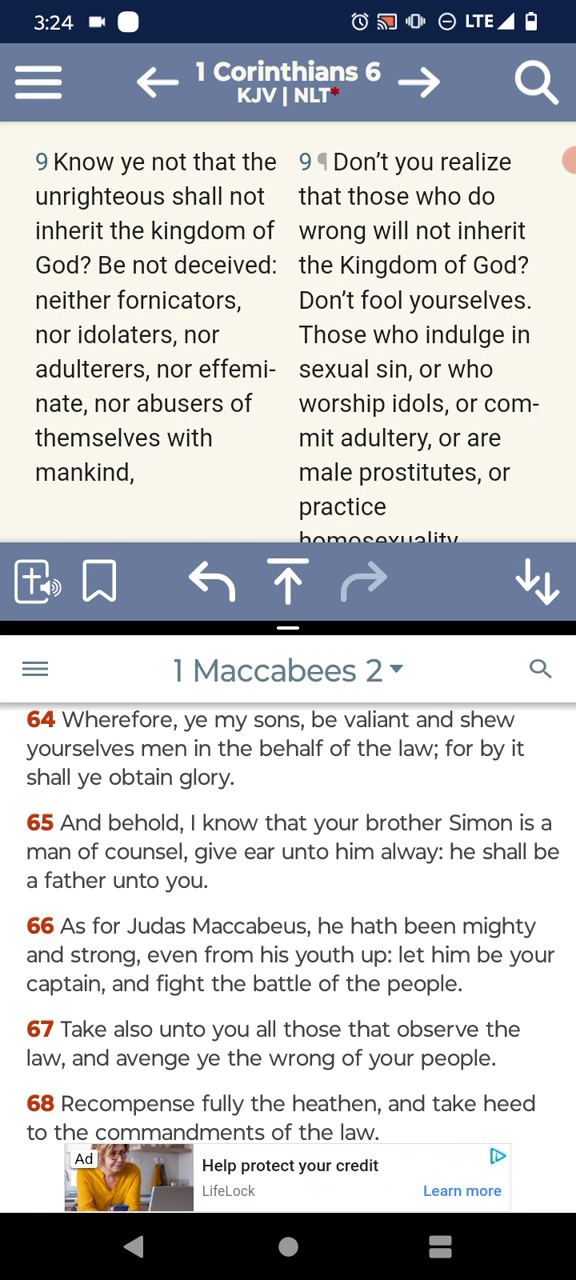 3:24
LTE
1 Corinthians 6
KJV | NLT*
9 Know ye not that the
unrighteous shall not
inherit the kingdom of
God? Be not deceived:
neither fornicators,
nor idolaters, nor
adulterers, nor effemi-
nate, nor abusers of
themselves with
mankind,
9 ¶ Don’t you realize
that those who do
wrong will not inherit
the Kingdom of God?
Don’t fool yourselves.
Those who indulge in
sexual sin, or who
worship idols, or com-
mit adultery, or are
male prostitutes, or
practice
homosexuality
1 Maccabees 2
64 Wherefore, ye my sons, be valiant and shew
yourselves men in the behalf of the law; for by it
shall ye obtain glory.
65 And behold, I know that your brother Simon is a
man of counsel, give ear unto him alway: he shall be
a father unto you.
66 As for Judas Maccabeus, he hath been mighty
and strong, even from his youth up: let him be your
captain, and fight the battle of the people.
67 Take also unto you all those that observe the
law, and avenge ye the wrong of your people.
68 Recompense fully the heathen, and take heed
to the commandments of the law.
Ad
Help protect your credit
LifeLock
Learn more